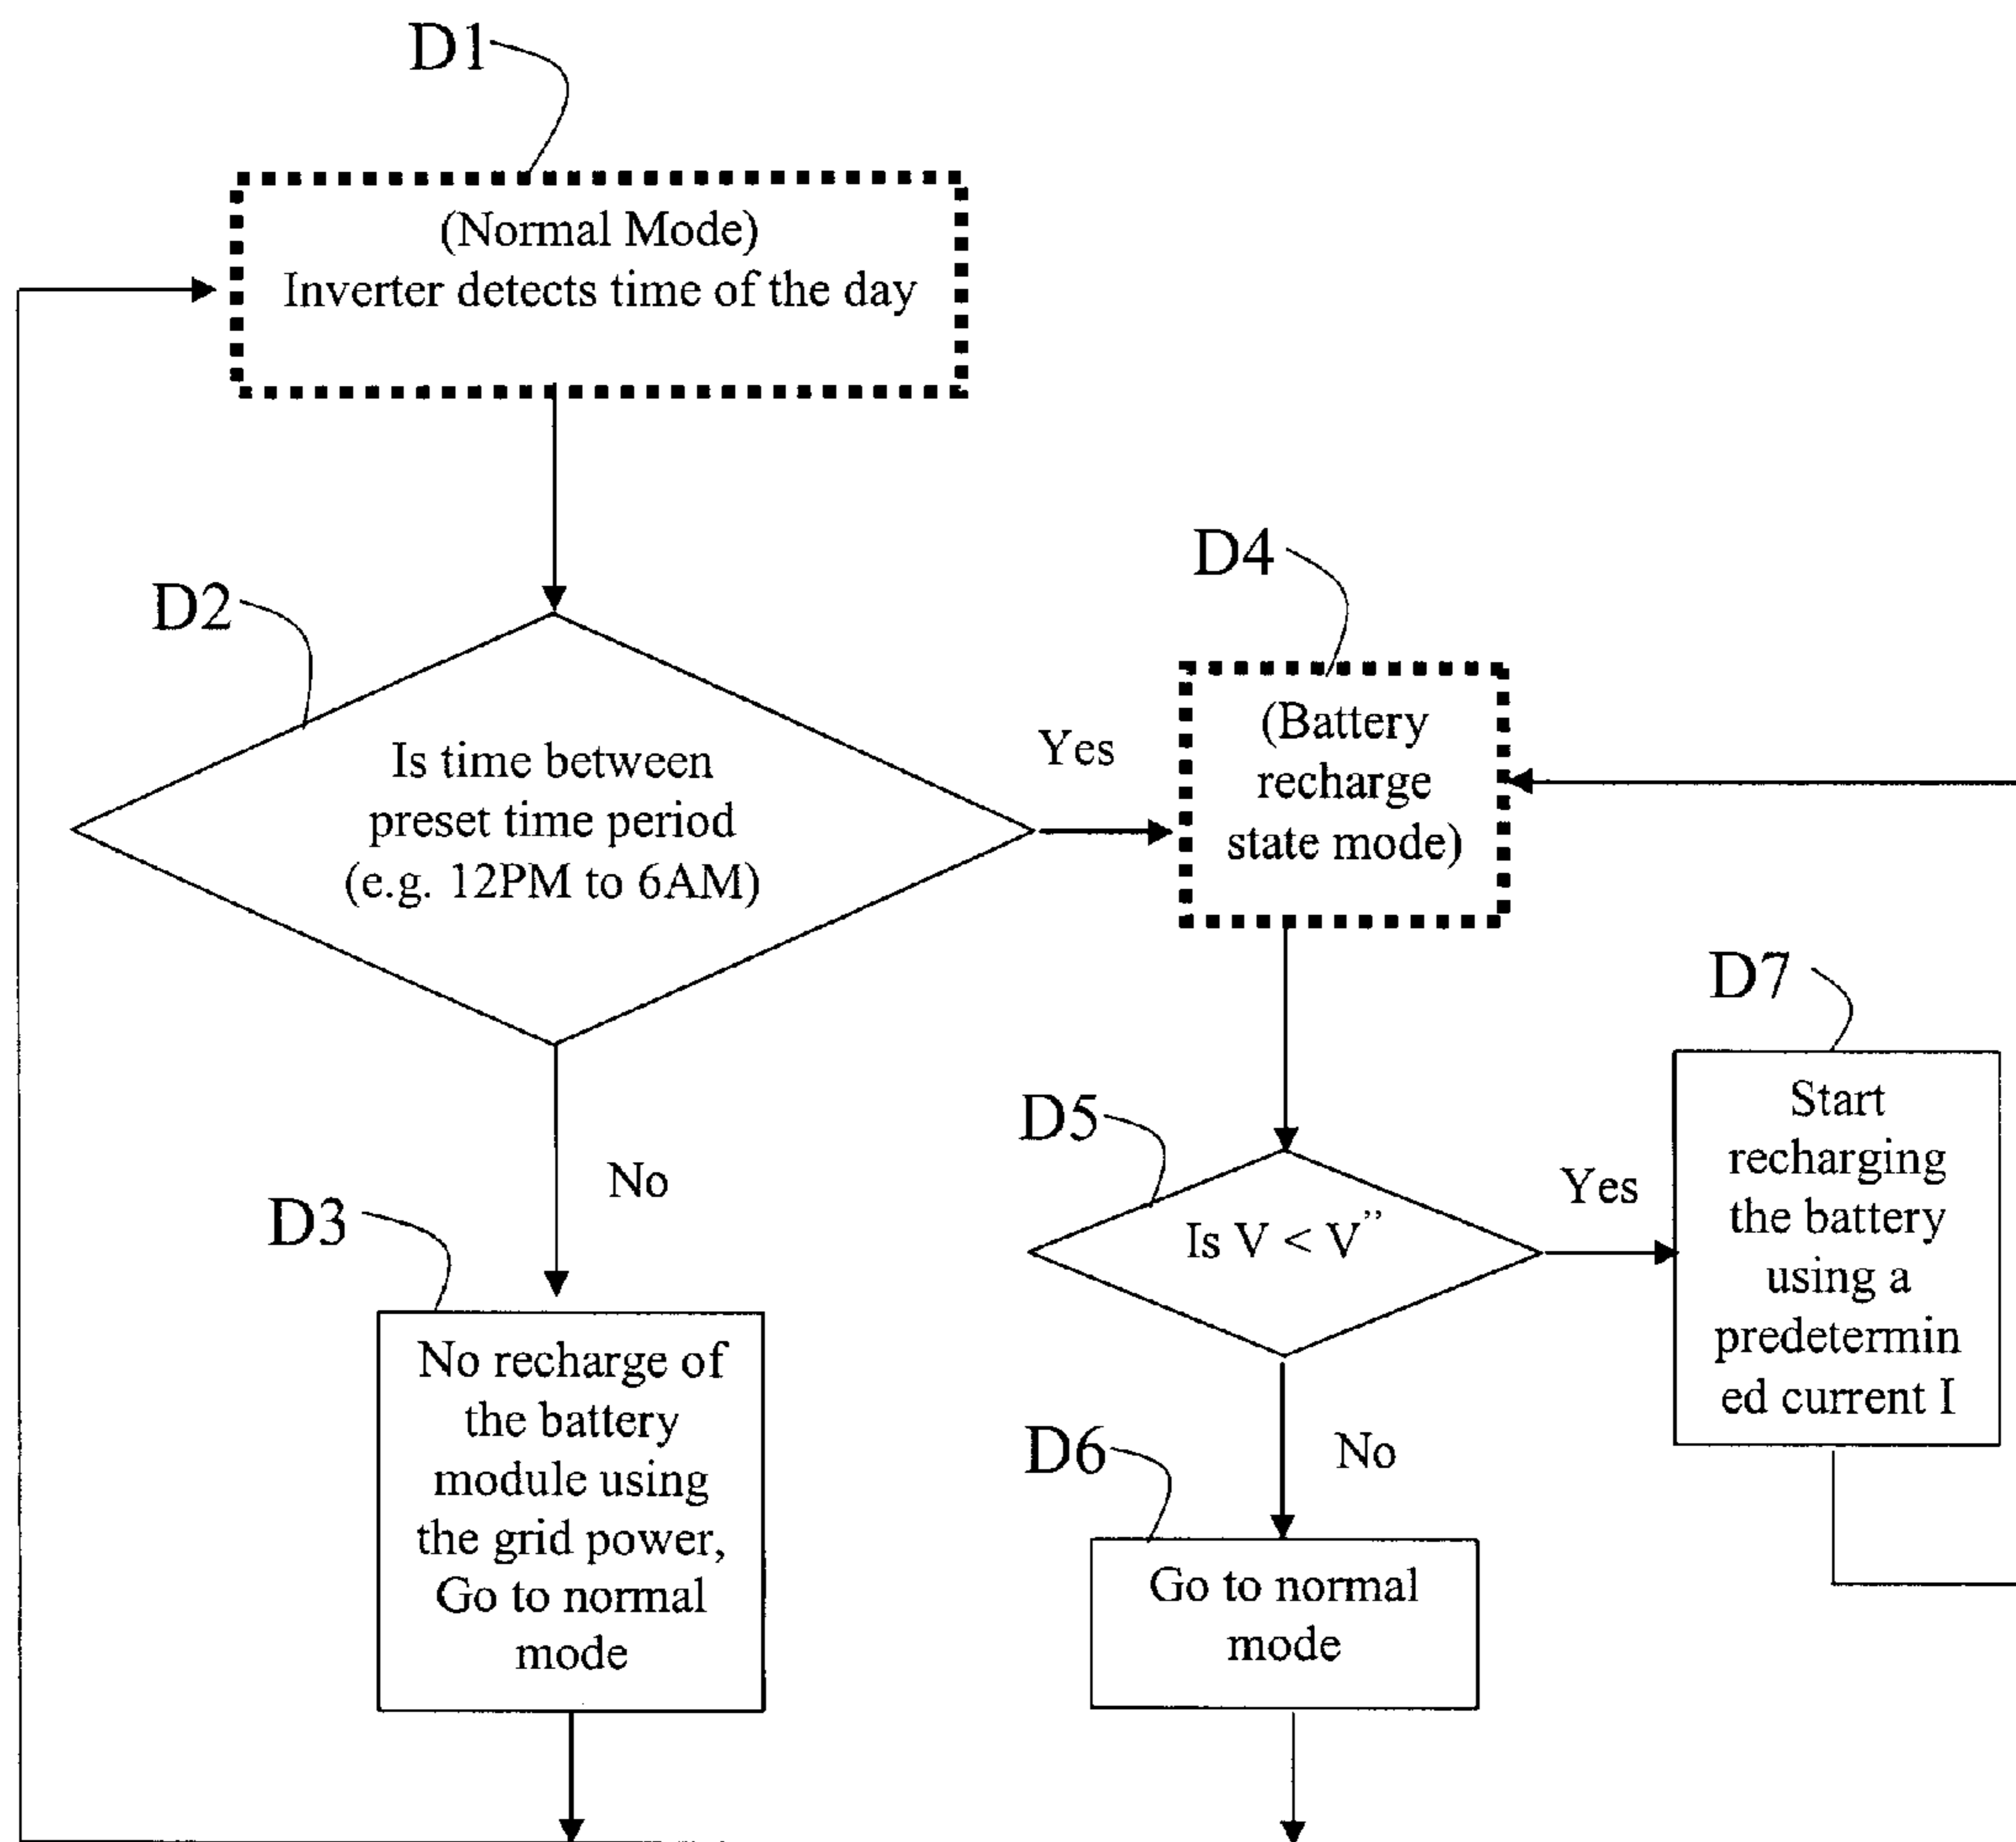 D1
(Normal Mode)
Inverter detects time of the day
D2
Is time between
preset time period
(e.g. 12PM to 6AM)
Yes
No
D3
No recharge of
the battery
module using
the grid power,
Go to normal
mode
D4
(Battery
recharge
state mode)
D5
Is V < V”
Yes
No
D6
Go to normal
mode
D7
Start
recharging
the battery
using a
predetermin
ed current I